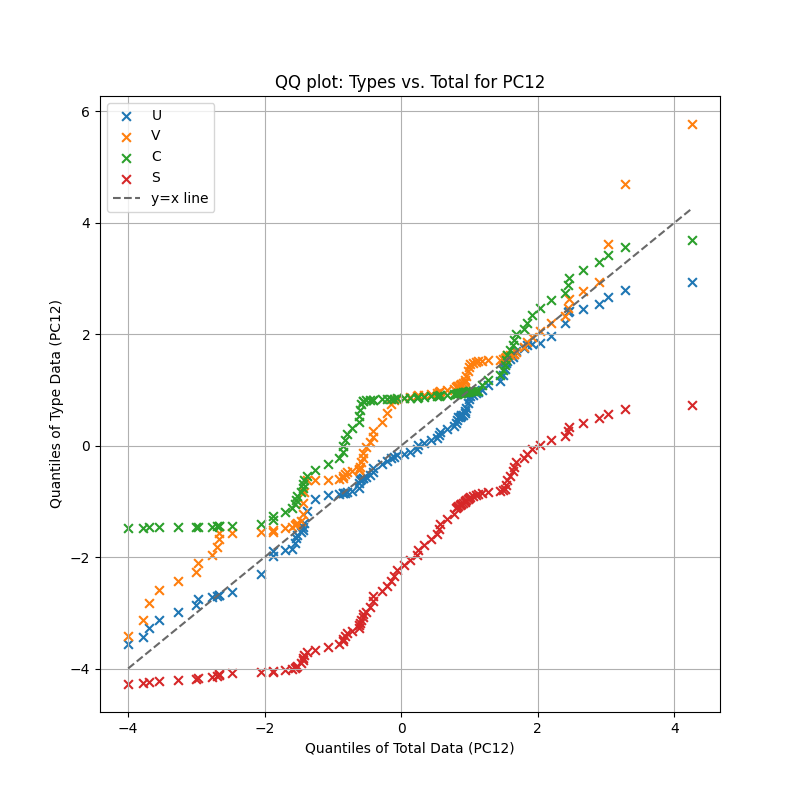 QQ plot: Types vs. Total for PC12
U
V
C
S
y=x line
Quantiles of Type Data (PC12)
6
4
2
0
−2
−4
−4
−2
0
2
4
Quantiles of Total Data (PC12)